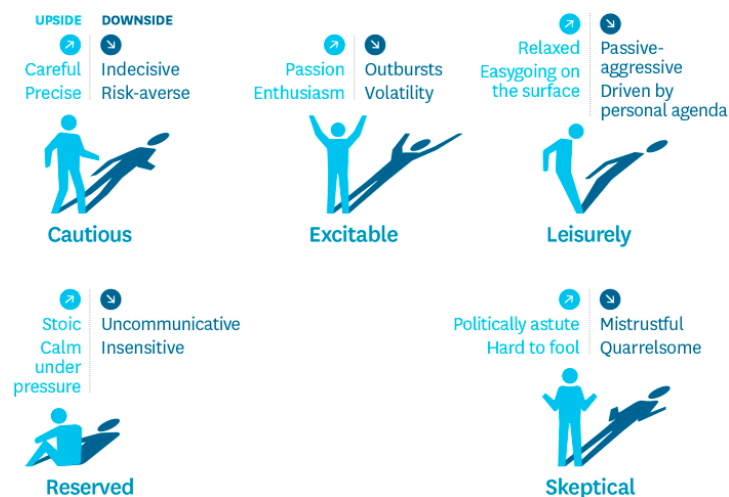 UPSIDE DOWNSIDE
Careful
Precise
Indecisive
Risk-averse
Cautious
Passion
Enthusiasm
Outbursts
Volatility
Excitable
Relaxed
Easygoing on
the surface
Passive-
aggressive
Driven by
personal agenda
Leisurely
Stoic
Calm
under
pressure
Uncommunicative
Insensitive
Reserved
Politically astute
Hard to fool
Mistrustful
Quarrelsome
Skeptical